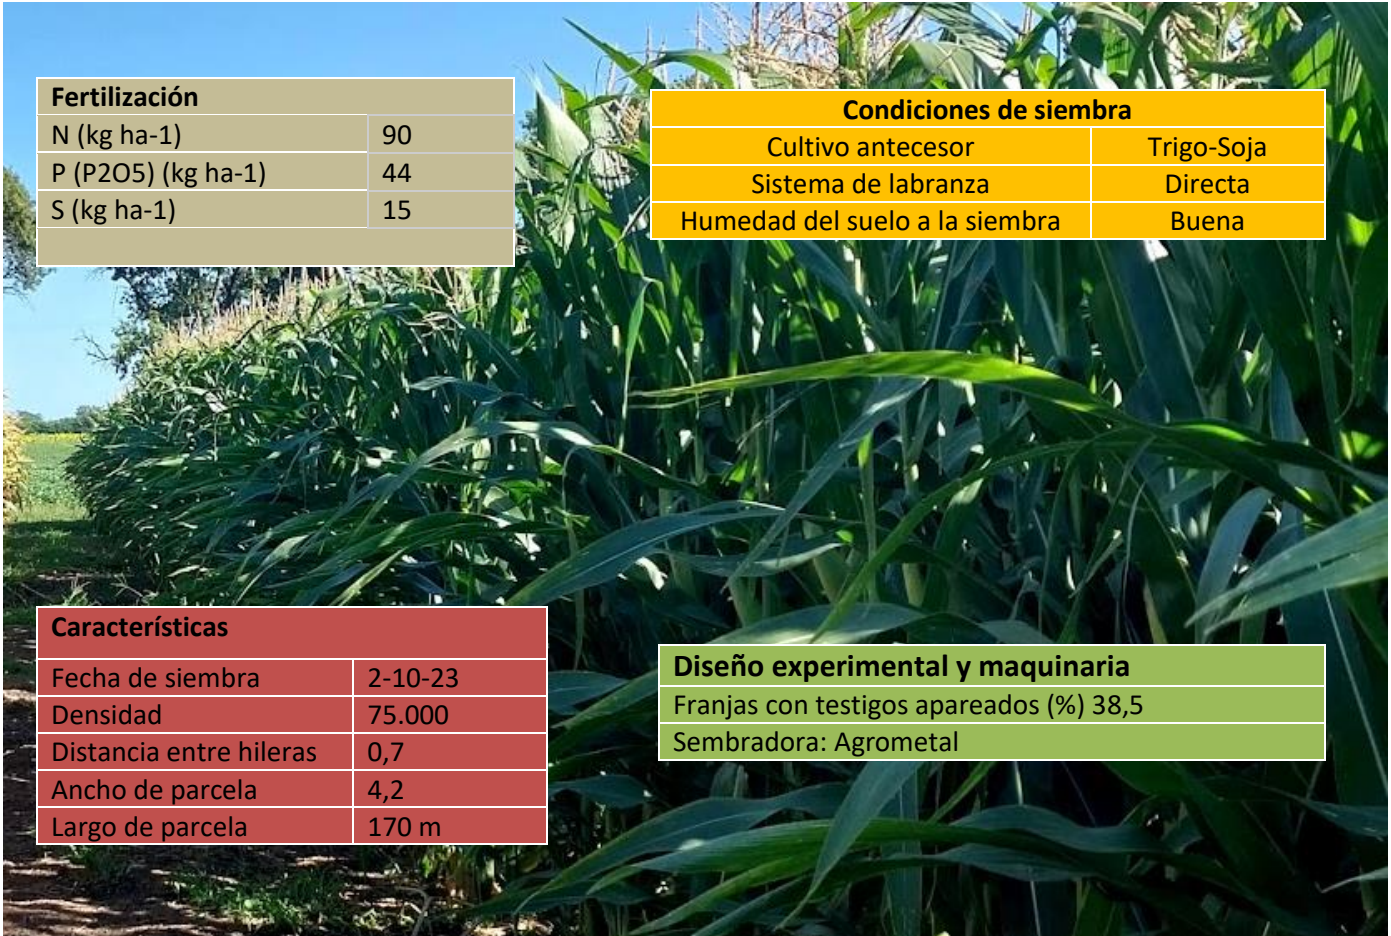 Fertilización
N (kg ha-1) 90
P (P2O5) (kg ha-1) 44
S (kg ha-1) 15
Condiciones de siembra
Cultivo antecesor Trigo-Soja
Sistema de labranza Directa
Humedad del suelo a la siembra Buena
Características
Fecha de siembra 2-10-23
Densidad 75.000
Distancia entre hileras 0,7
Ancho de parcela 4,2
Largo de parcela 170 m
Diseño experimental y maquinaria
Franjas con testigos apareados (%) 38,5
Sembradora: Agrometal